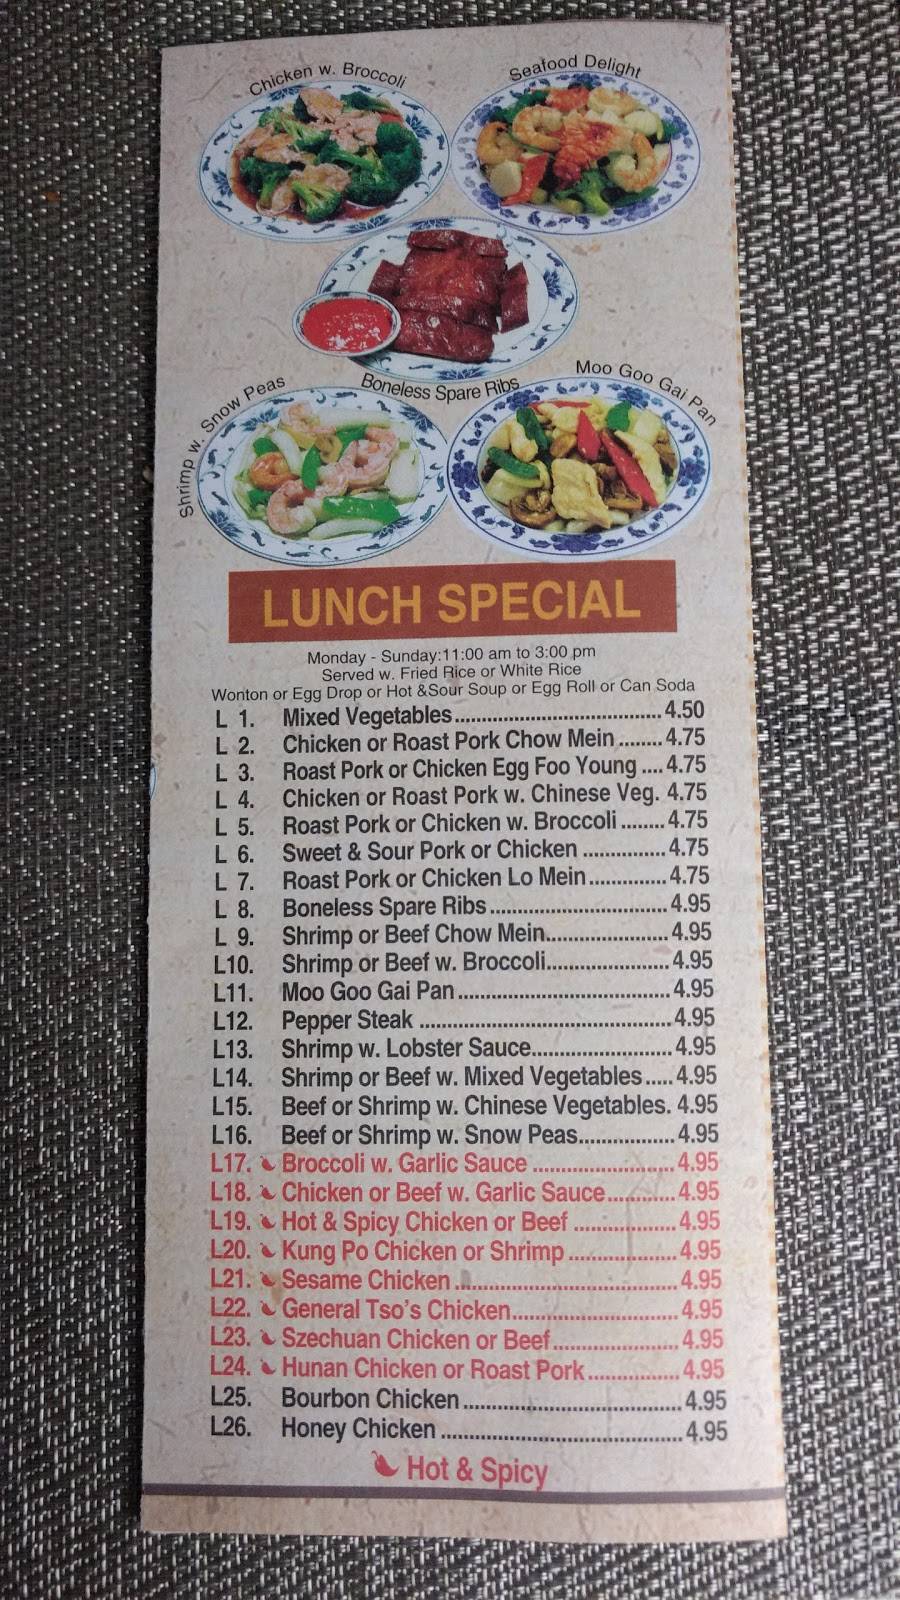 Chicken w. Broccoli
Seafood Delight
Boneless Spare Ribs
Shrimp w. Snow Peas
Moo Goo Gai Pan
LUNCH SPECIAL
Monday - Sunday:11:00 am to 3:00 pm
Served w. Fried Rice or White Rice
Wonton or Egg Drop or Hot &Sour Soup or Egg Roll or Can Soda
L 1. Mixed Vegetables 4.50
L 2. Chicken or Roast Pork Chow Mein 4.75
L 3. Roast Pork or Chicken Egg Foo Young 4.75
L 4. Chicken or Roast Pork w. Chinese Veg. 4.75
L 5. Roast Pork or Chicken w. Broccoli 4.75
L 6. Sweet & Sour Pork or Chicken 4.75
L 7. Roast Pork or Chicken Lo Mein 4.75
L 8. Boneless Spare Ribs 4.95
L 9. Shrimp or Beef Chow Mein 4.95
L10. Shrimp or Beef w. Broccoli 4.95
L11. Moo Goo Gai Pan 4.95
L12. Pepper Steak 4.95
L13. Shrimp w. Lobster Sauce 4.95
L14. Shrimp or Beef w. Mixed Vegetables 4.95
L15. Beef or Shrimp w. Chinese Vegetables. 4.95
L16. Beef or Shrimp w. Snow Peas 4.95
L17. Broccoli w. Garlic Sauce 4.95
L18. Chicken or Beef w. Garlic Sauce 4.95
L19. Hot & Spicy Chicken or Beef 4.95
L20. Kung Po Chicken or Shrimp 4.95
L21. Sesame Chicken 4.95
L22. General Tso's Chicken 4.95
L23. Szechuan Chicken or Beef 4.95
L24. Hunan Chicken or Roast Pork 4.95
L25. Bourbon Chicken 4.95
L26. Honey Chicken 4.95
Hot & Spicy